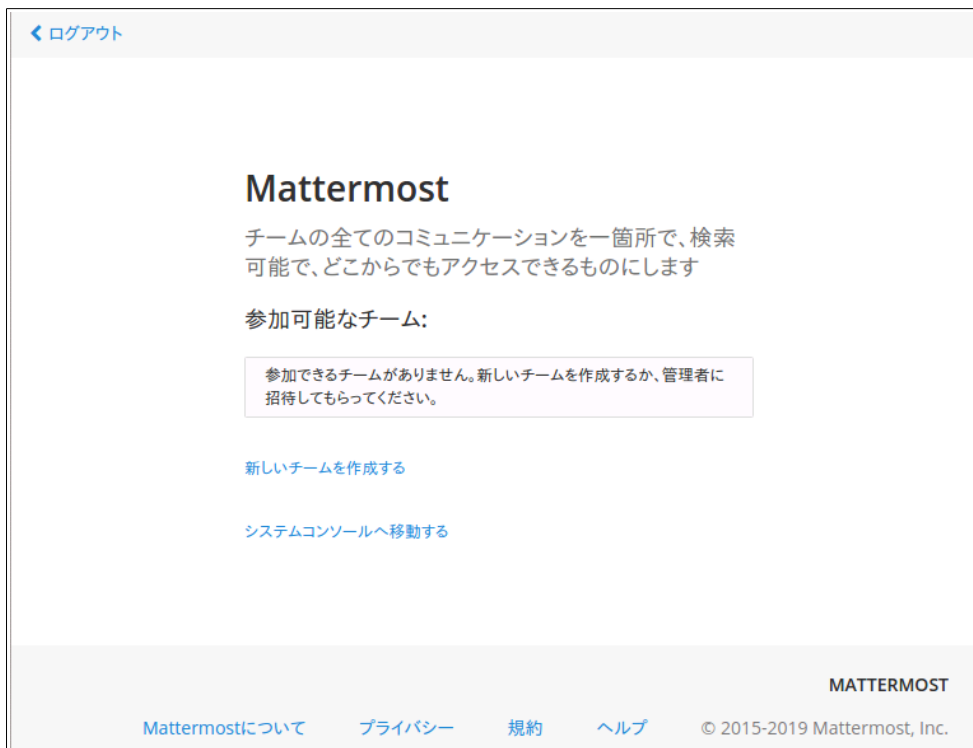 ログアウト
Mattermost
チームの全てのコミュニケーションを一箇所で、検索
可能で、どこからでもアクセスできるものにします
参加可能なチーム:
参加できるチームがありません。新しいチームを作成するか、管理者に
招待してもらってください。
新しいチームを作成する
システムコンソールへ移動する
MATTERMOST
Mattermostについて プライバシー 規約 ヘルプ © 2015-2019 Mattermost, Inc.